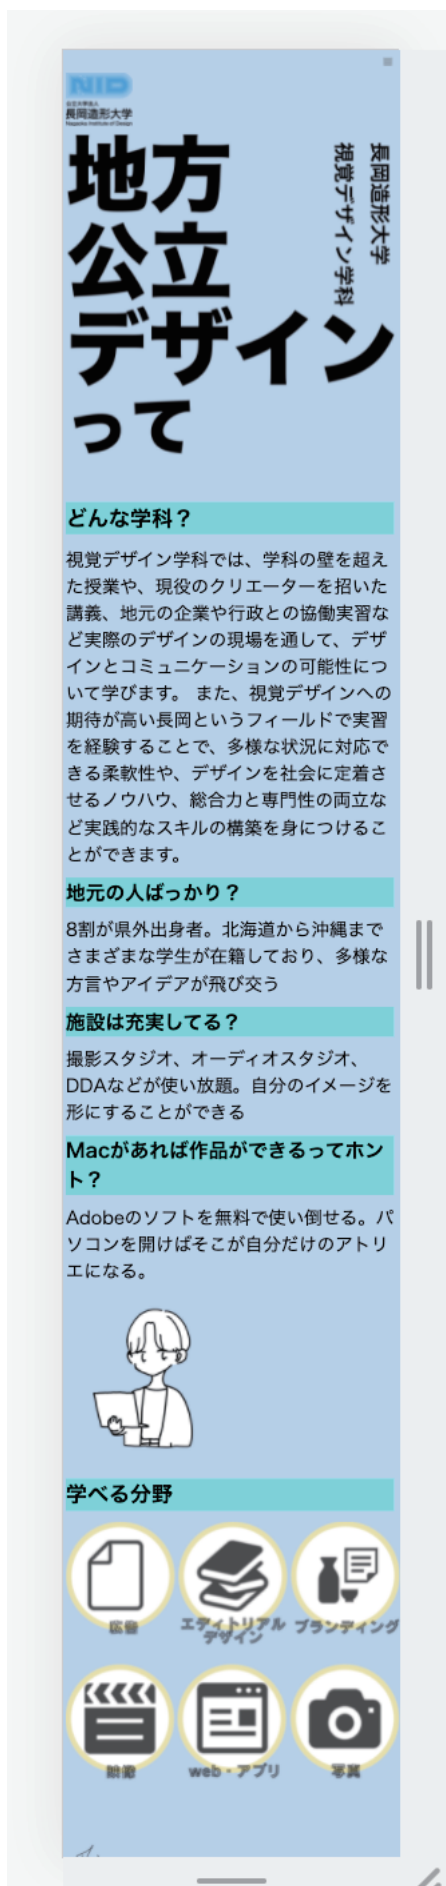 NID
公立大学法人
長岡造形大学
Nagaoka Institute of Design
長岡造形大学
視覚デザイン学科
地方
公立
デザイン
って
どんな学科？
視覚デザイン学科では、学科の壁を超え
た授業や、現役のクリエーターを招いた
講義、地元の企業や行政との協働実習な
ど実際のデザインの現場を通して、デザ
インとコミュニケーションの可能性につ
いて学びます。 また、視覚デザインへの
期待が高い長岡というフィールドで実習
を経験することで、多様な状況に対応で
きる柔軟性や、デザインを社会に定着さ
せるノウハウ、総合力と専門性の両立な
ど実践的なスキルの構築を身につけるこ
とができます。
地元の人ばっかり？
8割が県外出身者。北海道から沖縄まで
さまざまな学生が在籍しており、多様な
方言やアイデアが飛び交う
施設は充実してる？
撮影スタジオ、オーディオスタジオ、
DDAなどが使い放題。自分のイメージを
形にすることができる
Macがあれば作品ができるってホン
ト？
Adobeのソフトを無料で使い倒せる。パ
ソコンを開けばそこが自分だけのアトリ
エになる。
学べる分野
広告
エディトリアル
デザイン
ブランディング
映像
web・アプリ
写真